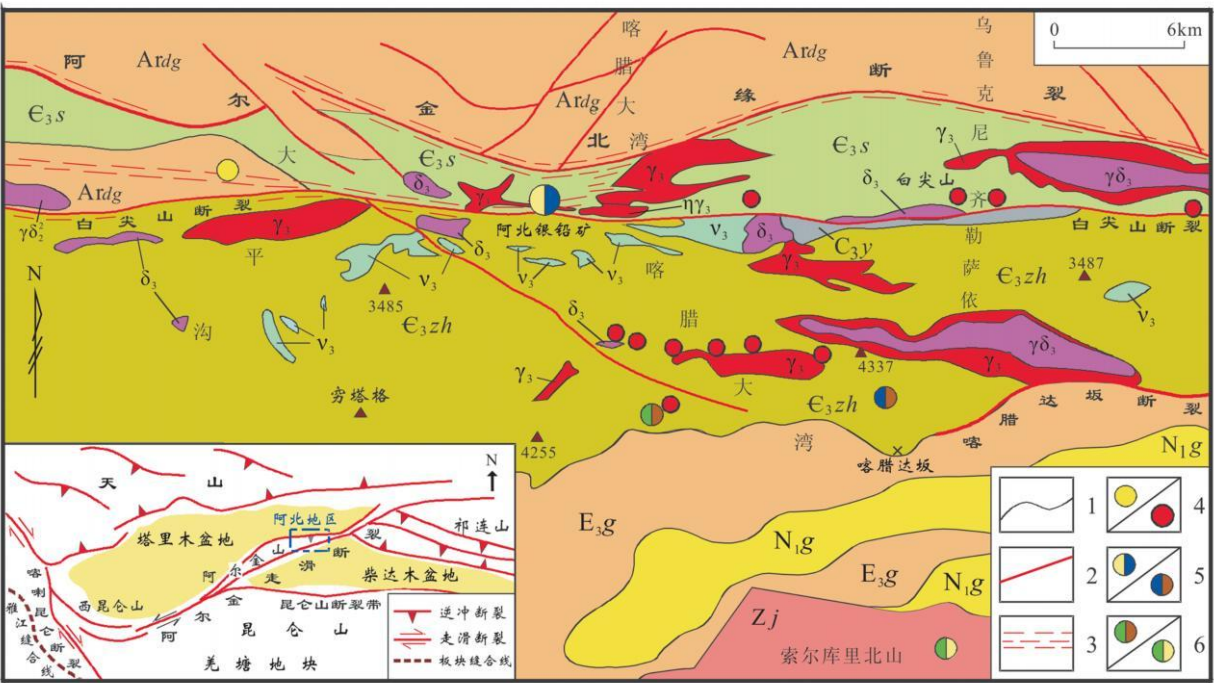 阿尔金北缘断裂
Ardg
Ardg
Ardg
喀腊大湾
乌鲁克尼齐勒萨依
0 6km
Є₃s
Є₃s
Є₃s
大平沟
Ardg
γδ₂²
δ₃
γ
γ₃
ηγ₃
γ₃
δ₃
白尖山
γδ₃
白尖山断裂
γ₃
δ₃
阿北银铅矿
ν₃
δ₃
C₃y
白尖山断裂
δ₃
ν₃
ν₃
ν₃
喀腊大湾
γ₃
Є₃zh
3487
ν₃
N
3485
Є₃zh
ν₃
δ₃
γ₃
γδ₃
γ₃
4337
γ₃
穷塔格
4255
Є₃zh
喀腊达坂断裂
喀腊达坂
E₃g
N₁g
N₁g
E₃g
N₁g
Zj
索尔库里北山
1
2
3
4
5
6
N
天山
阿北地区
塔里木盆地
祁连山
阿尔金山
阿尔金走滑断裂
柴达木盆地
西昆仑山
昆仑山断裂带
昆仑山
羌塘地块
喀喇昆仑断裂
雅江缝合线
逆冲断裂
走滑断裂
板块缝合线